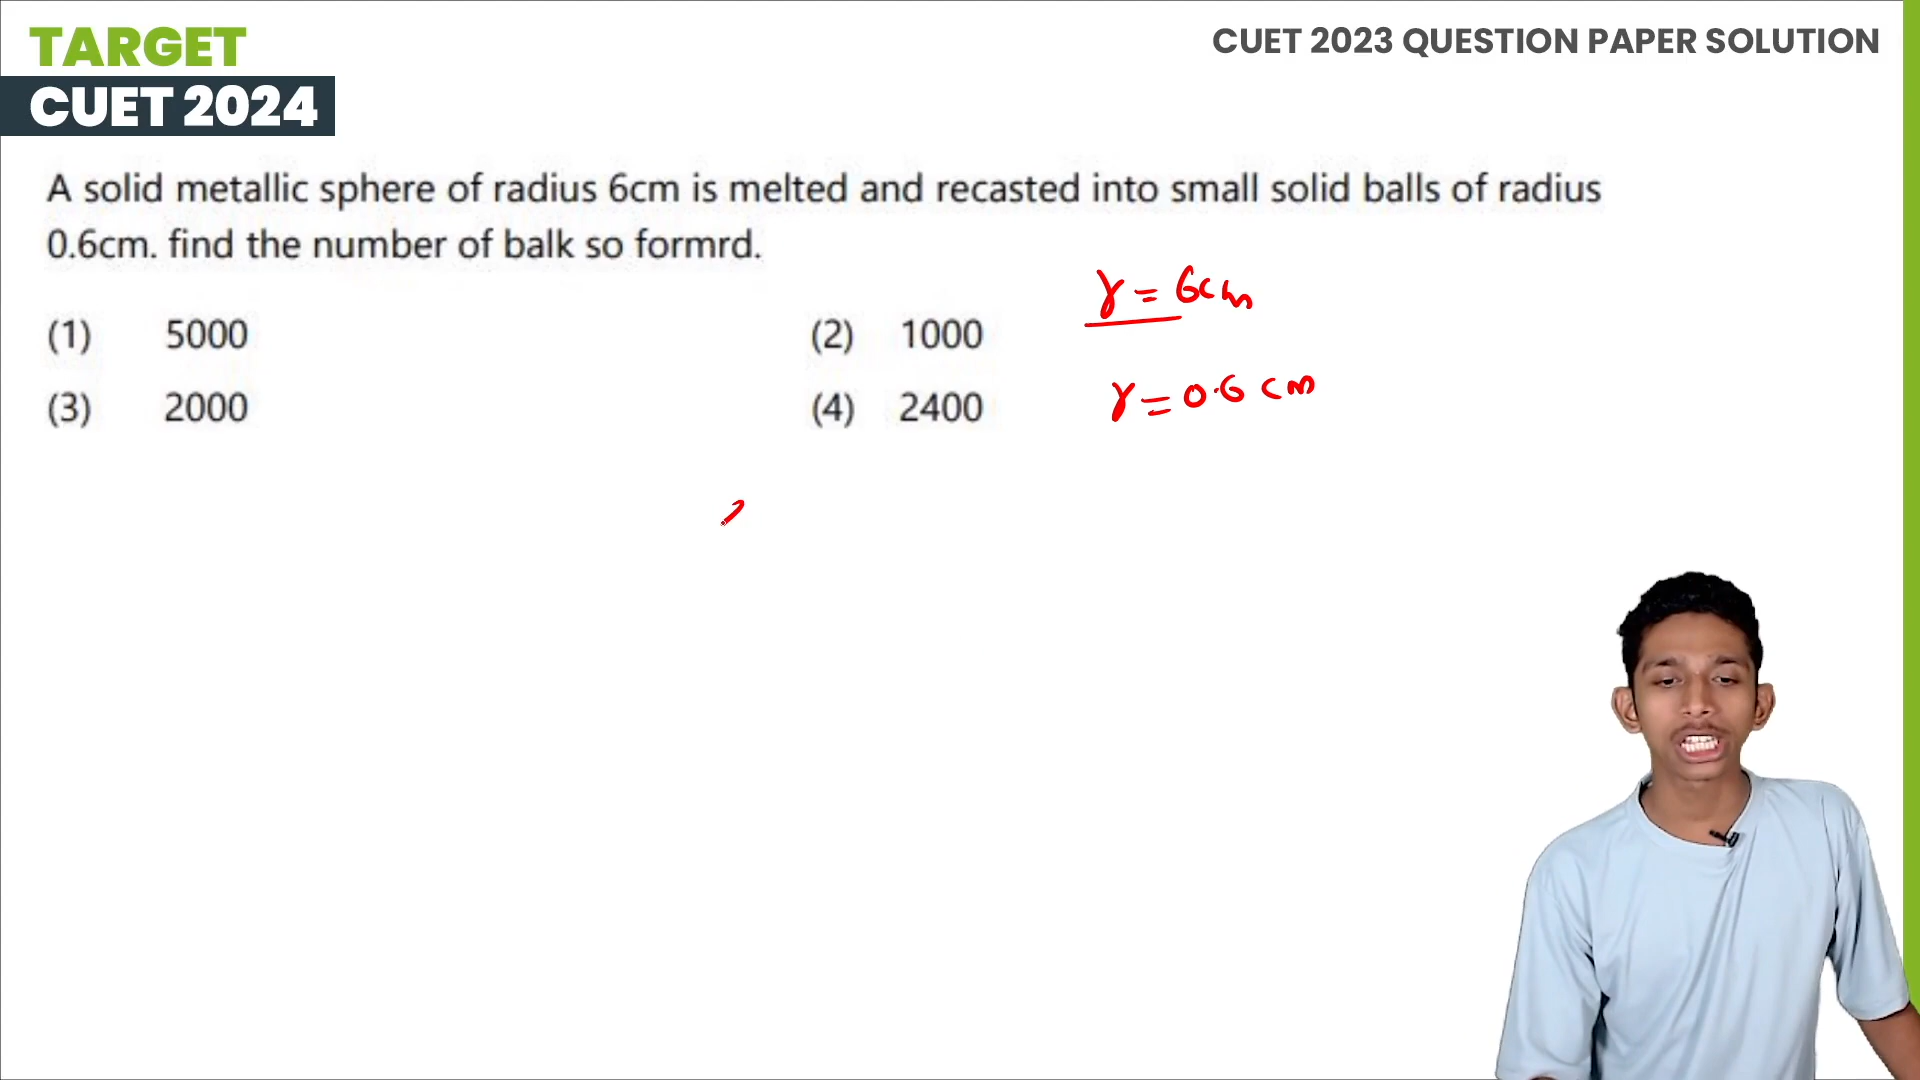 TARGET
CUET 2024
CUET 2023 QUESTION PAPER SOLUTION
A solid metallic sphere of radius 6cm is melted and recasted into small solid balls of radius
0.6cm. find the number of balk so formrd.
(1) 5000
(2) 1000
(3) 2000
(4) 2400
r = 6cm
r = 0.6 cm